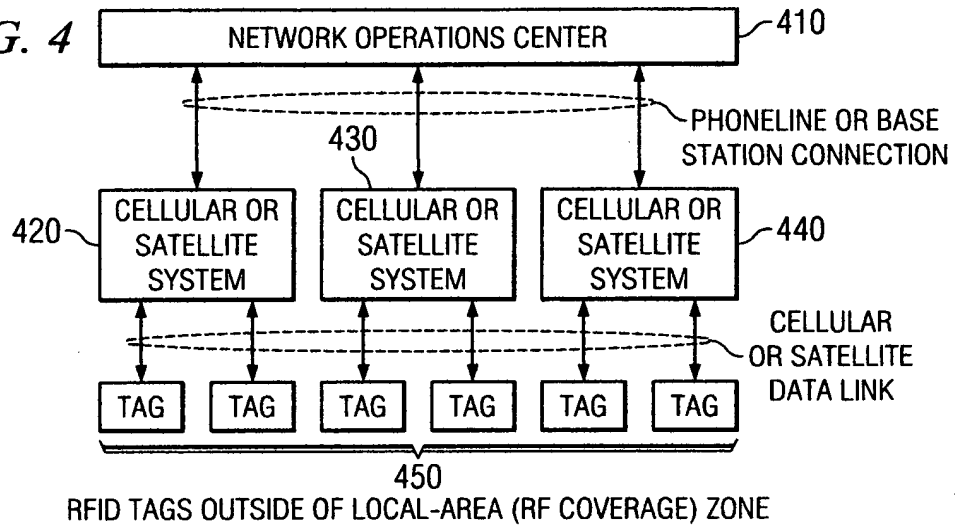 G. 4
NETWORK OPERATIONS CENTER
410
PHONELINE OR BASE
STATION CONNECTION
430
420
CELLULAR OR
SATELLITE
SYSTEM
CELLULAR OR
SATELLITE
SYSTEM
CELLULAR OR
SATELLITE
SYSTEM
440
CELLULAR
OR SATELLITE
DATA LINK
TAG
TAG
TAG
TAG
TAG
TAG
450
RFID TAGS OUTSIDE OF LOCAL-AREA (RF COVERAGE) ZONE